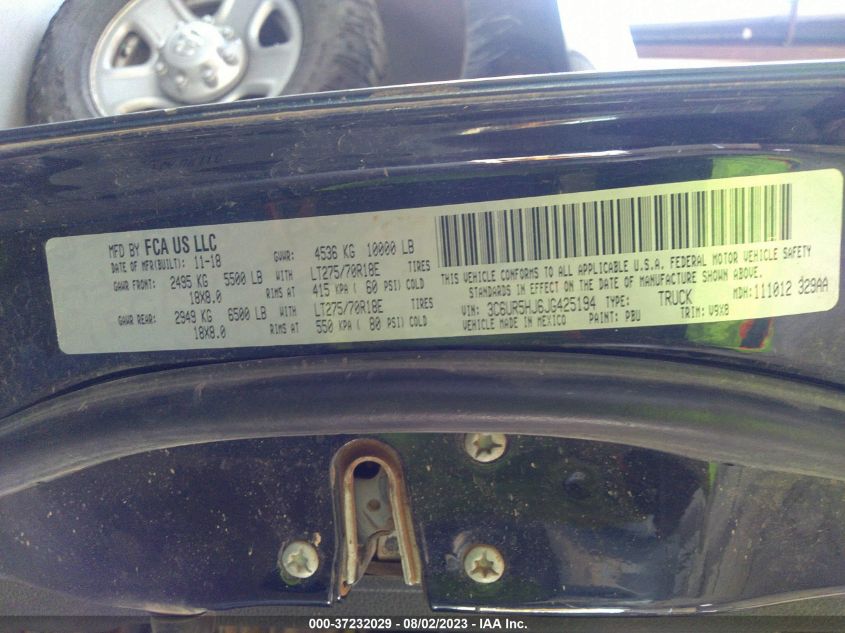 MFD BY FCA US LLC
DATE OF MFR(BUILT): 11-18 GVWR: 4536 KG 10000 LB
GAWR FRONT: 2495 KG 5500 LB WITH LT275/70R18E TIRES
18X8.0 RIMS AT 415 KPA ( 60 PSI) COLD
GAWR REAR: 2949 KG 6500 LB WITH LT275/70R18E TIRES
18X8.0 RIMS AT 550 KPA ( 80 PSI) COLD
THIS VEHICLE CONFORMS TO ALL APPLICABLE U.S.A. FEDERAL MOTOR VEHICLE SAFETY
STANDARDS IN EFFECT ON THE DATE OF MANUFACTURE SHOWN ABOVE.
VIN: 3C6UR5HJ6JG425194 TYPE: TRUCK MDH: 111012 329AA
VEHICLE MADE IN MEXICO PAINT: PBU TRIM: V9X8
000-37232029 — 08/02/2023 — IAA Inc.